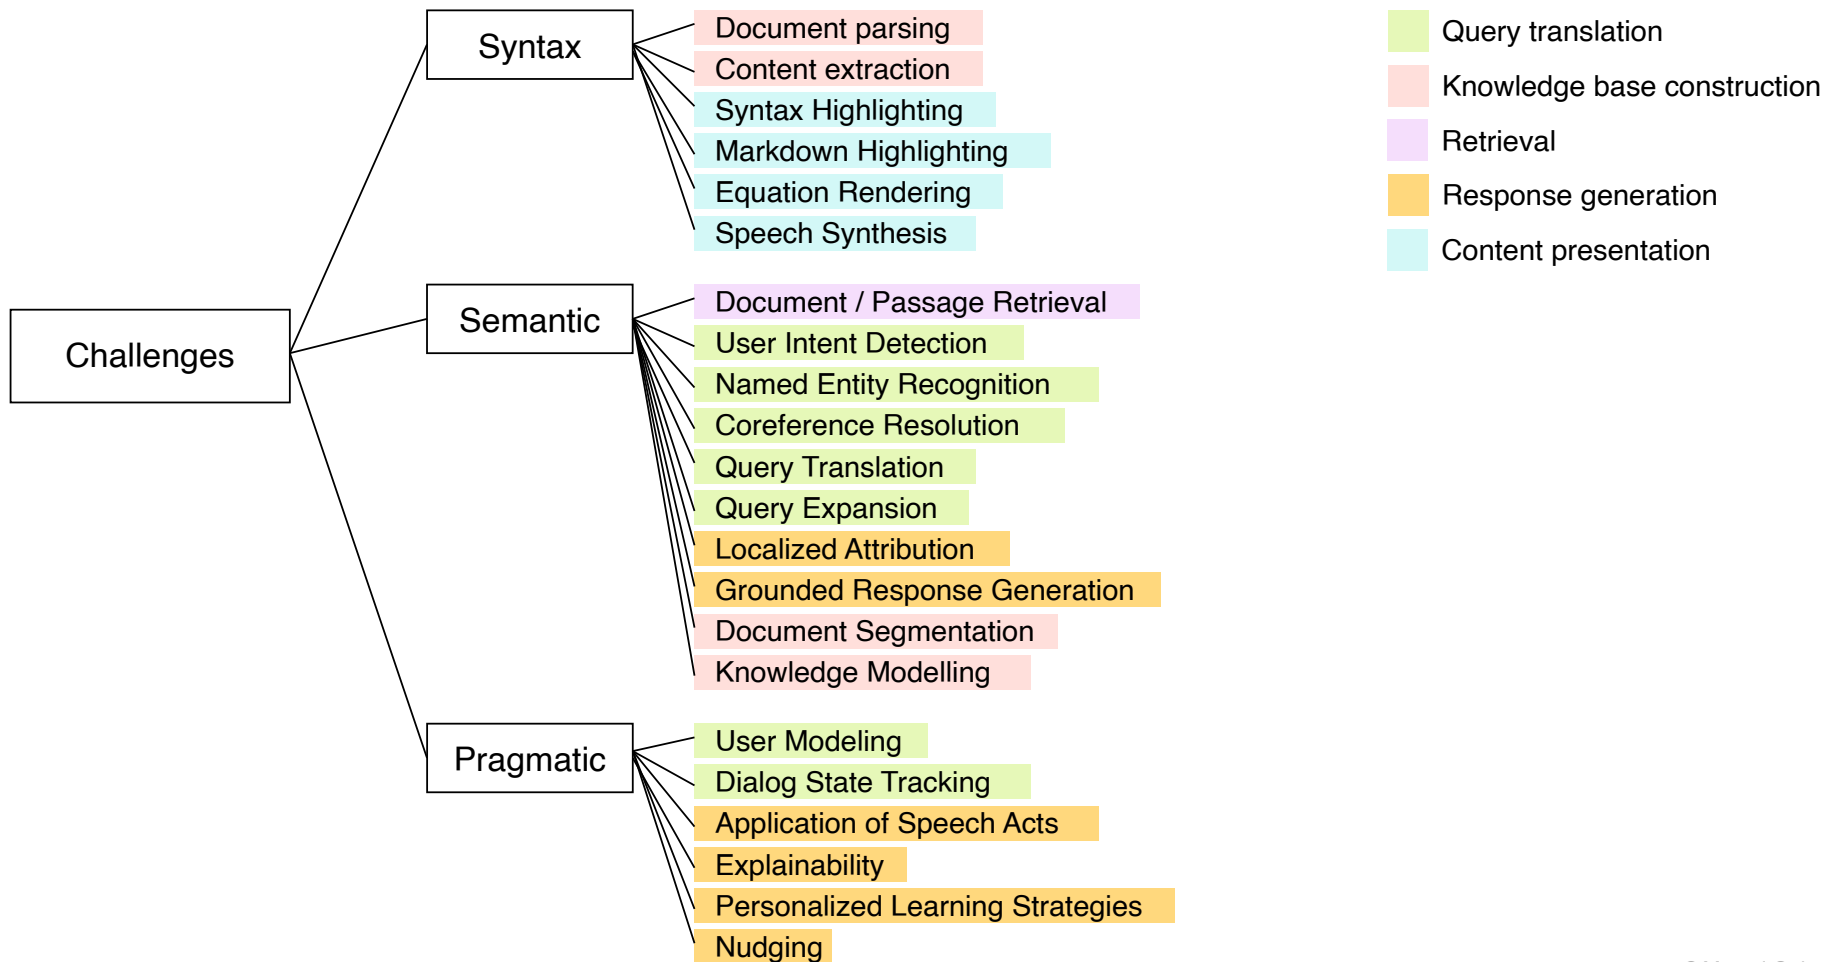 Challenges
Syntax
Document parsing
Content extraction
Syntax Highlighting
Markdown Highlighting
Equation Rendering
Speech Synthesis
Semantic
Document / Passage Retrieval
User Intent Detection
Named Entity Recognition
Coreference Resolution
Query Translation
Query Expansion
Localized Attribution
Grounded Response Generation
Document Segmentation
Knowledge Modelling
Pragmatic
User Modeling
Dialog State Tracking
Application of Speech Acts
Explainability
Personalized Learning Strategies
Nudging
Query translation
Knowledge base construction
Retrieval
Response generation
Content presentation